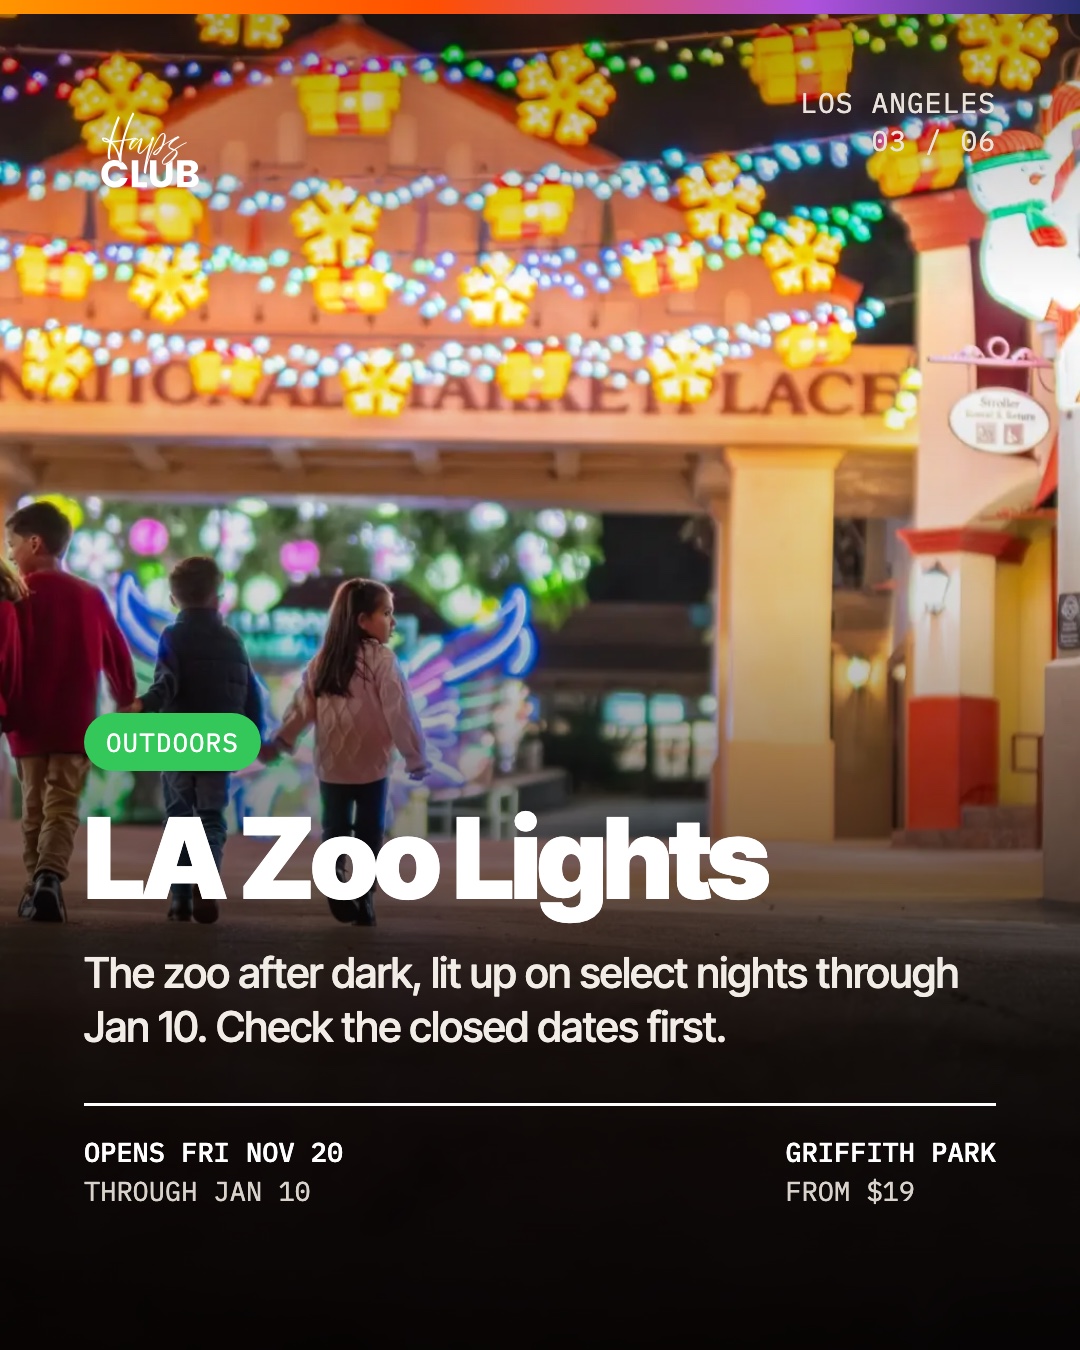 LOS ANGELES
03 / 06
Haps
CLUB
NATIONAL MARKETPLACE
Stroller
OUTDOORS
LA Zoo Lights
The zoo after dark, lit up on select nights through
Jan 10. Check the closed dates first.
OPENS FRI NOV 20
THROUGH JAN 10
GRIFFITH PARK
FROM $19